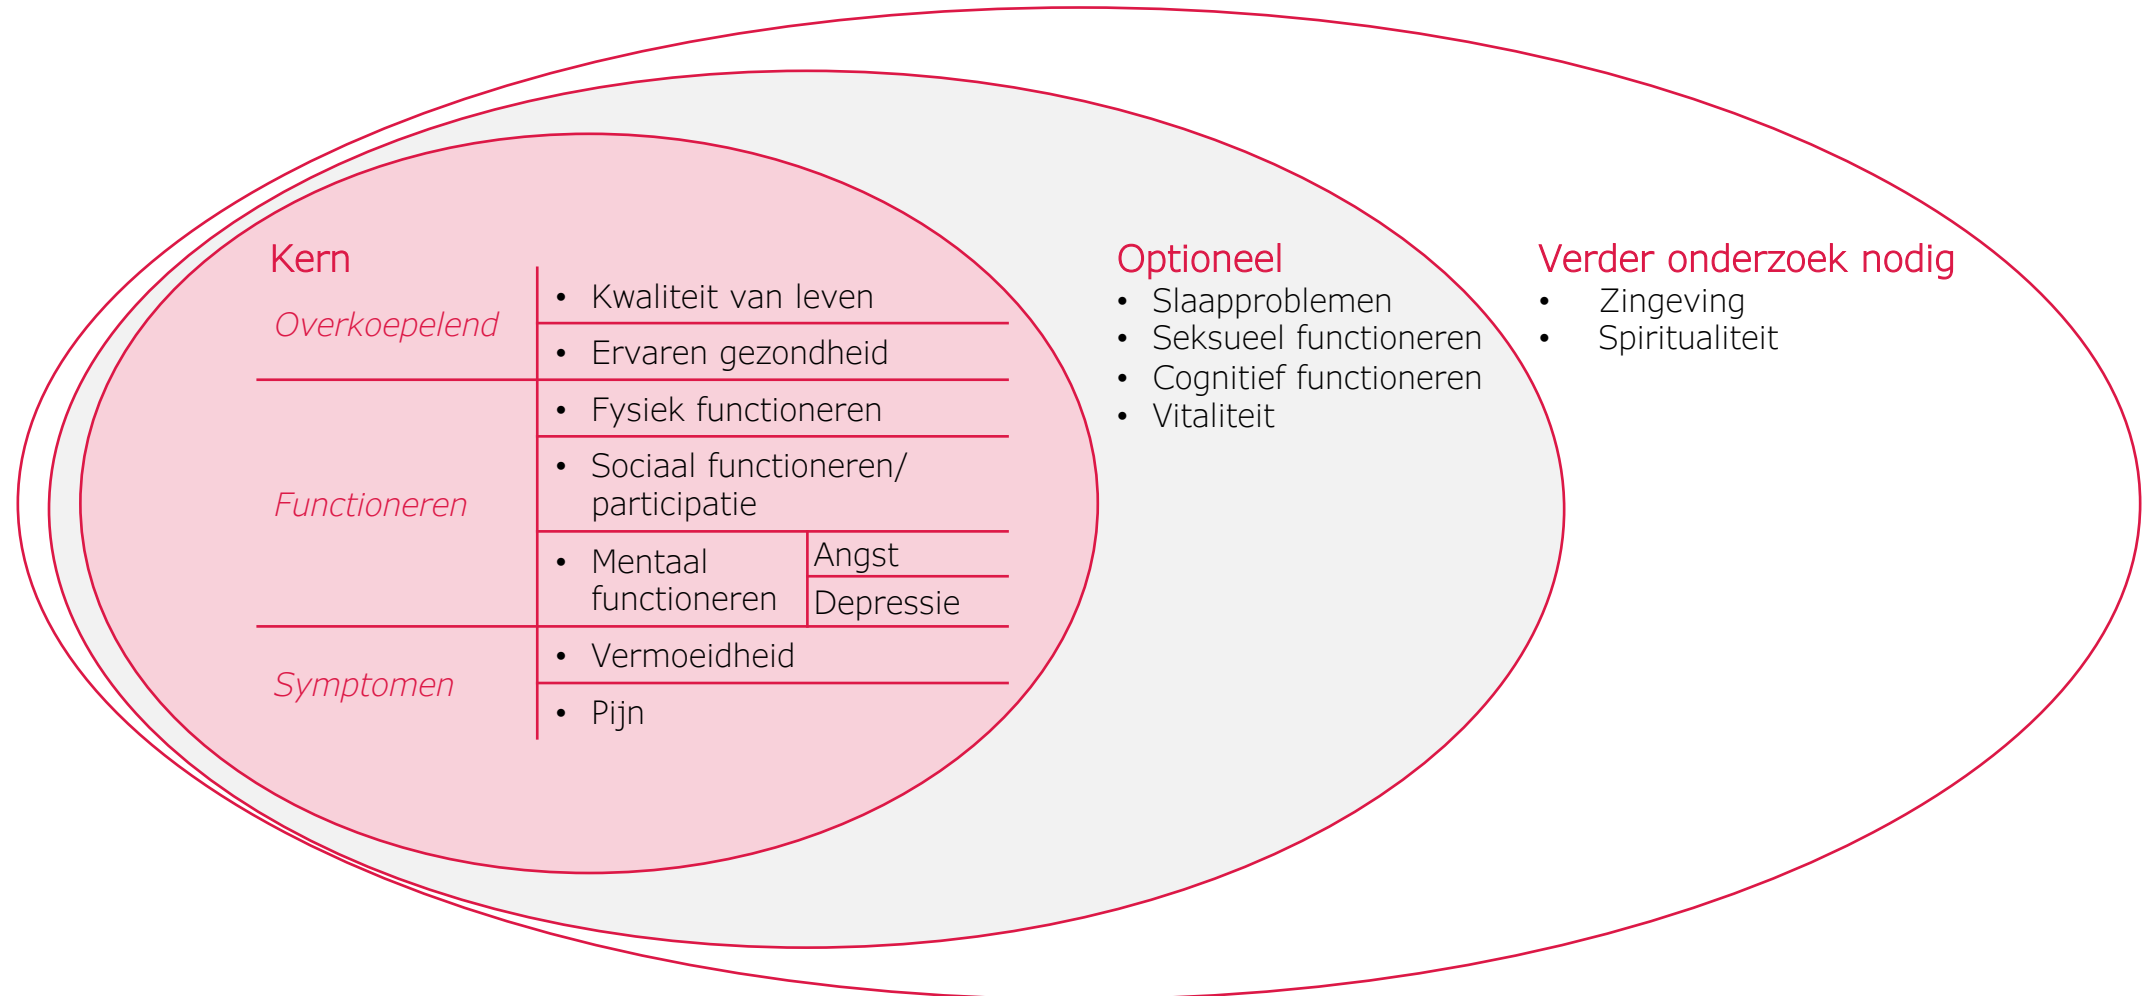 Kern
Overkoepelend
• Kwaliteit van leven
• Ervaren gezondheid
Functioneren
• Fysiek functioneren
• Sociaal functioneren/
participatie
• Mentaal
functioneren
Angst
Depressie
Symptomen
• Vermoeidheid
• Pijn
Optioneel
• Slaapproblemen
• Seksueel functioneren
• Cognitief functioneren
• Vitaliteit
Verder onderzoek nodig
• Zingeving
• Spiritualiteit